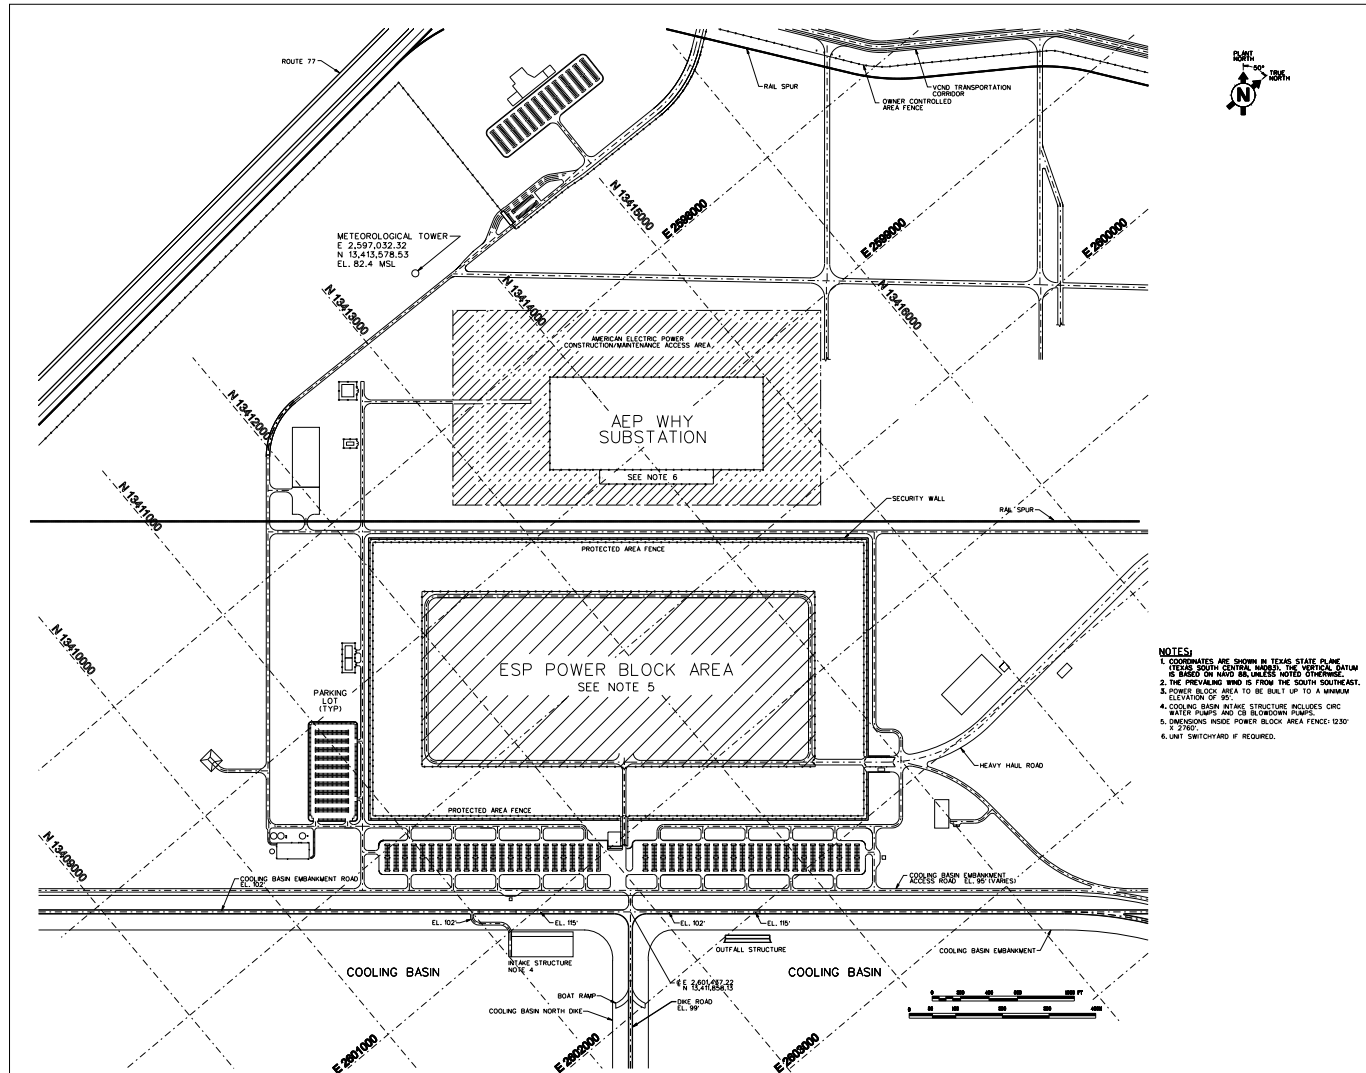 ROUTE 77
PLANT
NORTH
50°
TRUE
NORTH
N
RAIL SPUR
VCND TRANSPORTATION
CORRIDOR
OWNER CONTROLLED
AREA FENCE
N 13415000
E 2598000
E 2599000
E 2600000
METEOROLOGICAL TOWER
E 2,597,032.32
N 13,413,578.53
EL. 82.4 MSL
N 13413000
N 13414000
N 13416000
AMERICAN ELECTRIC POWER
CONSTRUCTION/MAINTENANCE ACCESS AREA
N 13412000
AEP WHY
SUBSTATION
SEE NOTE 6
N 13411000
SECURITY WALL
RAIL SPUR
PROTECTED AREA FENCE
N 13410000
ESP POWER BLOCK AREA
SEE NOTE 5
PARKING
LOT
(TYP)
NOTES:
1. COORDINATES ARE SHOWN IN TEXAS STATE PLANE
(TEXAS SOUTH CENTRAL NAD83). THE VERTICAL DATUM
IS BASED ON NAVD 88, UNLESS NOTED OTHERWISE.
2. THE PREVAILING WIND IS FROM THE SOUTH SOUTHEAST.
3. POWER BLOCK AREA TO BE BUILT UP TO A MINIMUM
ELEVATION OF 95'.
4. COOLING BASIN INTAKE STRUCTURE INCLUDES CIRC
WATER PUMPS AND CB BLOWDOWN PUMPS.
5. DIMENSIONS INSIDE POWER BLOCK AREA FENCE: 1230'
X 2760'.
6. UNIT SWITCHYARD IF REQUIRED.
HEAVY HAUL ROAD
PROTECTED AREA FENCE
N 13409000
COOLING BASIN EMBANKMENT ROAD
EL. 102'
COOLING BASIN EMBANKMENT
ACCESS ROAD EL. 95' (VARIES)
EL. 102'
EL. 115'
EL. 102'
EL. 115'
OUTFALL STRUCTURE
COOLING BASIN EMBANKMENT
INTAKE STRUCTURE
NOTE 4
COOLING BASIN
COOLING BASIN
N 13,411,858.13
BOAT RAMP
DIKE ROAD
EL. 99'
COOLING BASIN NORTH DIKE
E 2601000
E 2602000
E 2603000